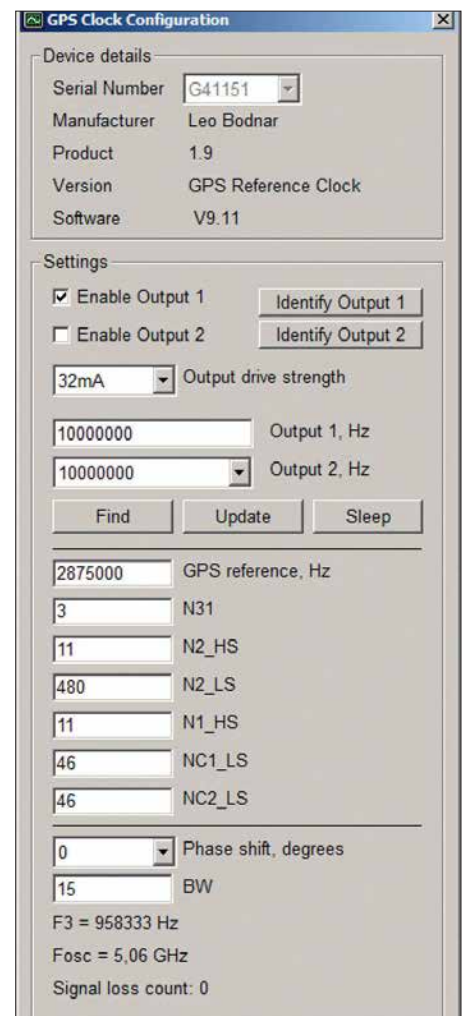 GPS Clock Configuration
Device details
Serial Number G41151
Manufacturer Leo Bodnar
Product 1.9
Version GPS Reference Clock
Software V9.11
Settings
Enable Output 1 Identify Output 1
Enable Output 2 Identify Output 2
32mA Output drive strength
10000000 Output 1, Hz
10000000 Output 2, Hz
Find Update Sleep
2875000 GPS reference, Hz
3 N31
11 N2_HS
480 N2_LS
11 N1_HS
46 NC1_LS
46 NC2_LS
0 Phase shift, degrees
15 BW
F3 = 958333 Hz
Fosc = 5,06 GHz
Signal loss count: 0